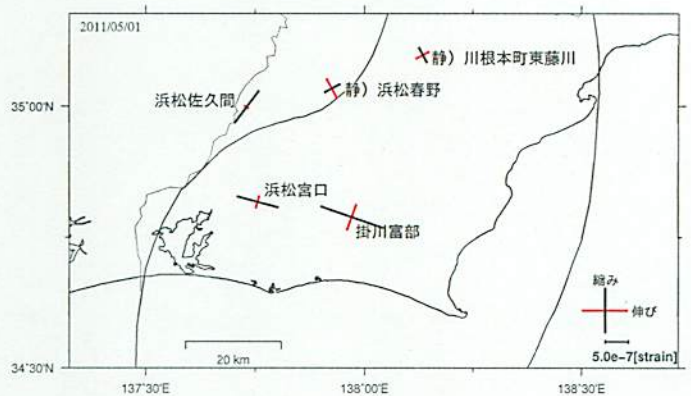 2011/05/01
静）川根本町東藤川
静）浜松春野
浜松佐久間
35°00'N
浜松宮口
掛川富部
縮み
伸び
5.0e-7[strain]
20 km
34°30'N
137°30'E
138°00'E
138°30'E